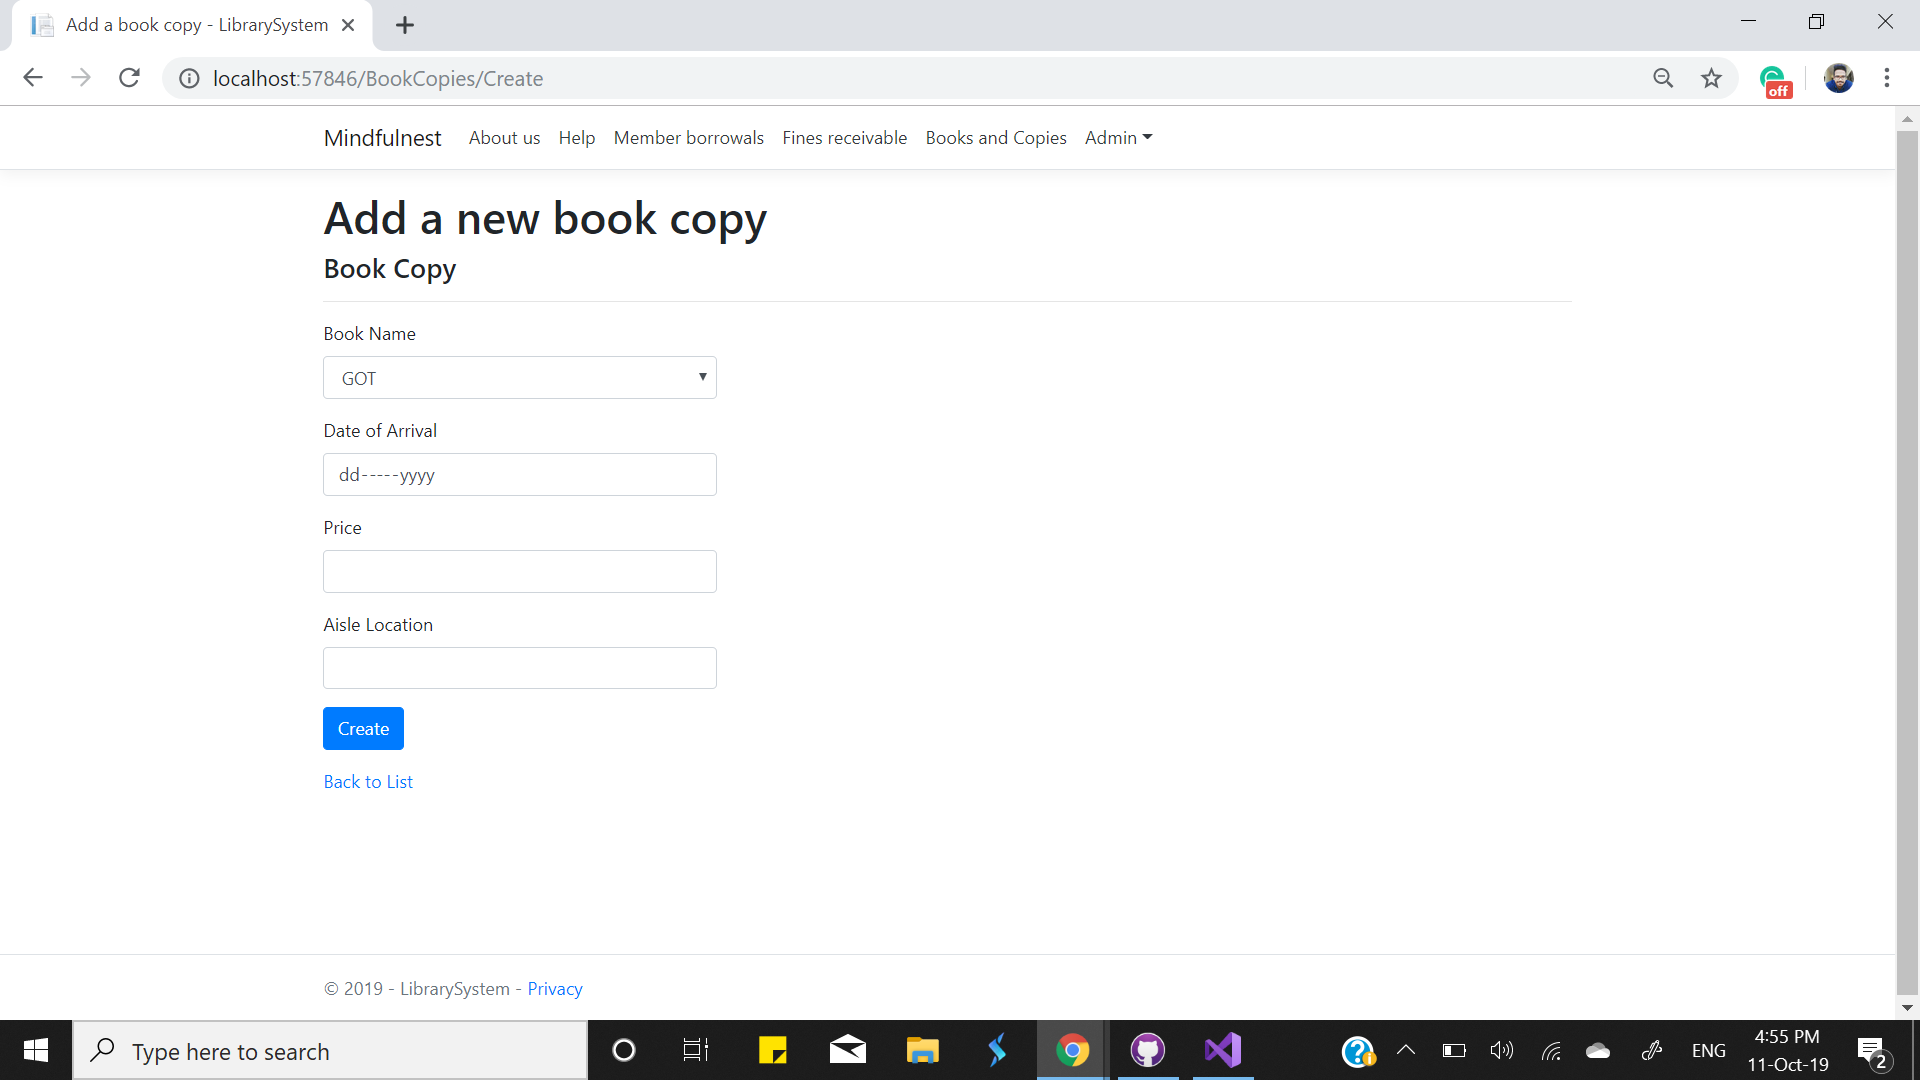 Add a book copy - LibrarySystem
localhost:57846/BookCopies/Create
off
Mindfulnest About us Help Member borrowals Fines receivable Books and Copies Admin
Add a new book copy
Book Copy
Book Name
GOT
Date of Arrival
dd-----yyyy
Price
Aisle Location
Create
Back to List
© 2019 - LibrarySystem - Privacy
Type here to search
ENG
4:55 PM
11-Oct-19
2